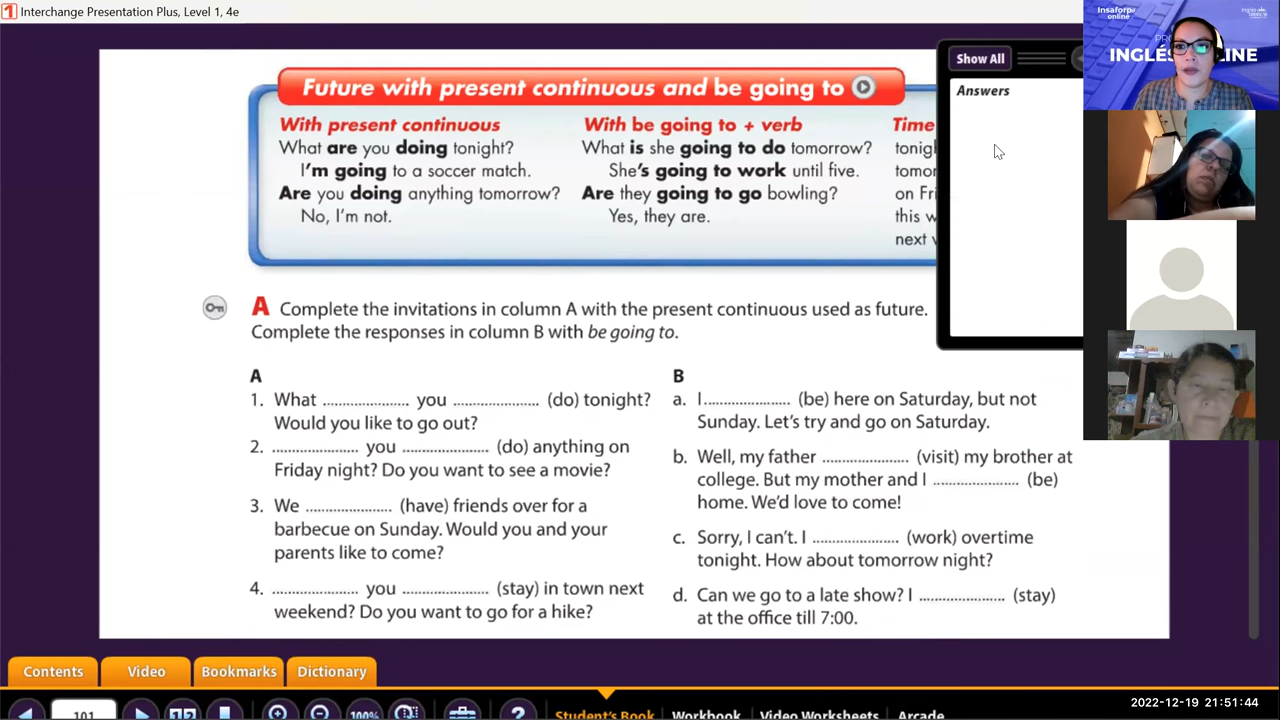 Interchange Presentation Plus, Level 1, 4e
Insaforp
online
INGLÉS ONLINE
Show All
Answers
Future with present continuous and be going to
With present continuous
What are you doing tonight?
I'm going to a soccer match.
Are you doing anything tomorrow?
No, I'm not.
With be going to + verb
What is she going to do tomorrow?
She's going to work until five.
Are they going to go bowling?
Yes, they are.
Time
on
this
next
A Complete the invitations in column A with the present continuous used as future.
Complete the responses in column B with be going to.
A
1. What ..................... you ..................... (do) tonight?
Would you like to go out?
2. ..................... you ..................... (do) anything on
Friday night? Do you want to see a movie?
3. We ..................... (have) friends over for a
barbecue on Sunday. Would you and your
parents like to come?
4. ..................... you ..................... (stay) in town next
weekend? Do you want to go for a hike?
B
a. I ..................... (be) here on Saturday, but not
Sunday. Let's try and go on Saturday.
b. Well, my father ..................... (visit) my brother at
college. But my mother and I ..................... (be)
home. We'd love to come!
c. Sorry, I can't. I ..................... (work) overtime
tonight. How about tomorrow night?
d. Can we go to a late show? I ..................... (stay)
at the office till 7:00.
Contents
Video
Bookmarks
Dictionary
101
100%
?
Student's Book
Workbook
Video Worksheets
Arcade
2022-12-19 21:51:44